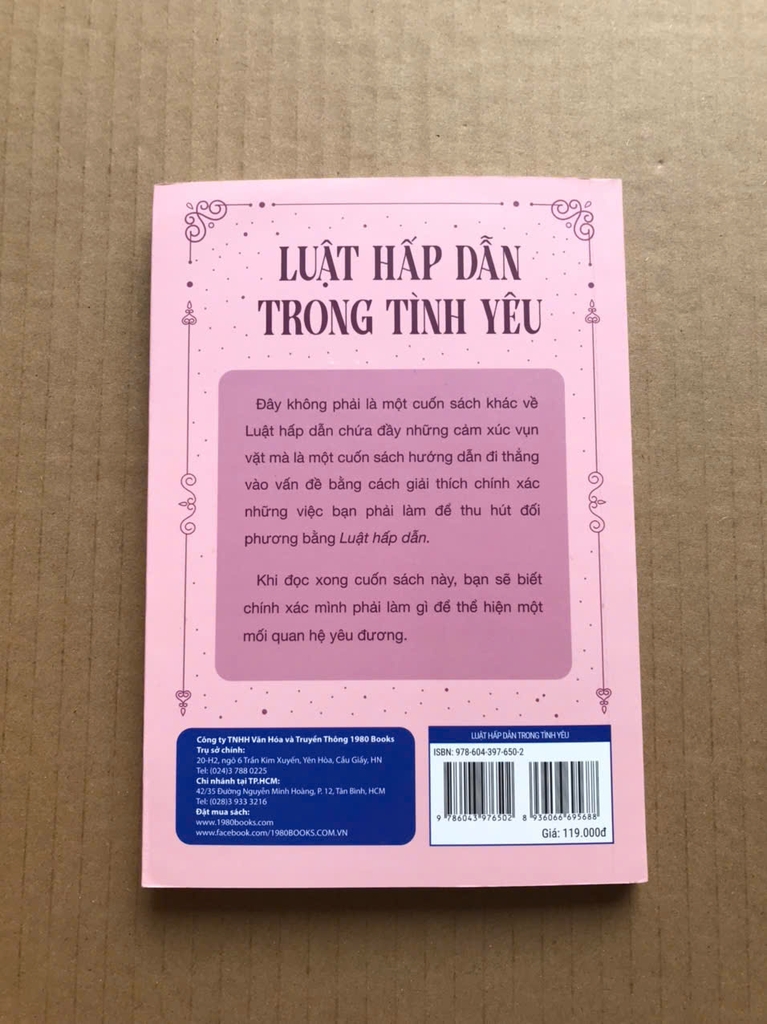 LUẬT HẤP DẪN
TRONG TÌNH YÊU
Đây không phải là một cuốn sách khác về
Luật hấp dẫn chứa đầy những cảm xúc vụn
vặt mà là một cuốn sách hướng dẫn đi thẳng
vào vấn đề bằng cách giải thích chính xác
những việc bạn phải làm để thu hút đối
phương bằng Luật hấp dẫn.
Khi đọc xong cuốn sách này, bạn sẽ biết
chính xác mình phải làm gì để thể hiện một
mối quan hệ yêu đương.
Công ty TNHH Văn Hóa và Truyền Thông 1980 Books
Trụ sở chính:
20-H2, ngõ 6 Trần Kim Xuyến, Yên Hòa, Cầu Giấy, HN
Tel: (024)3 788 0225
Chi nhánh tại TP.HCM:
42/35 Đường Nguyễn Minh Hoàng, P. 12, Tân Bình, HCM
Tel: (028)3 933 3216
Đặt mua sách:
www.1980books.com
www.facebook.com/1980BOOKS.COM.VN
LUẬT HẤP DẪN TRONG TÌNH YÊU
ISBN: 978-604-397-650-2
9 786043 976502
8 936066 695688
Giá: 119.000đ